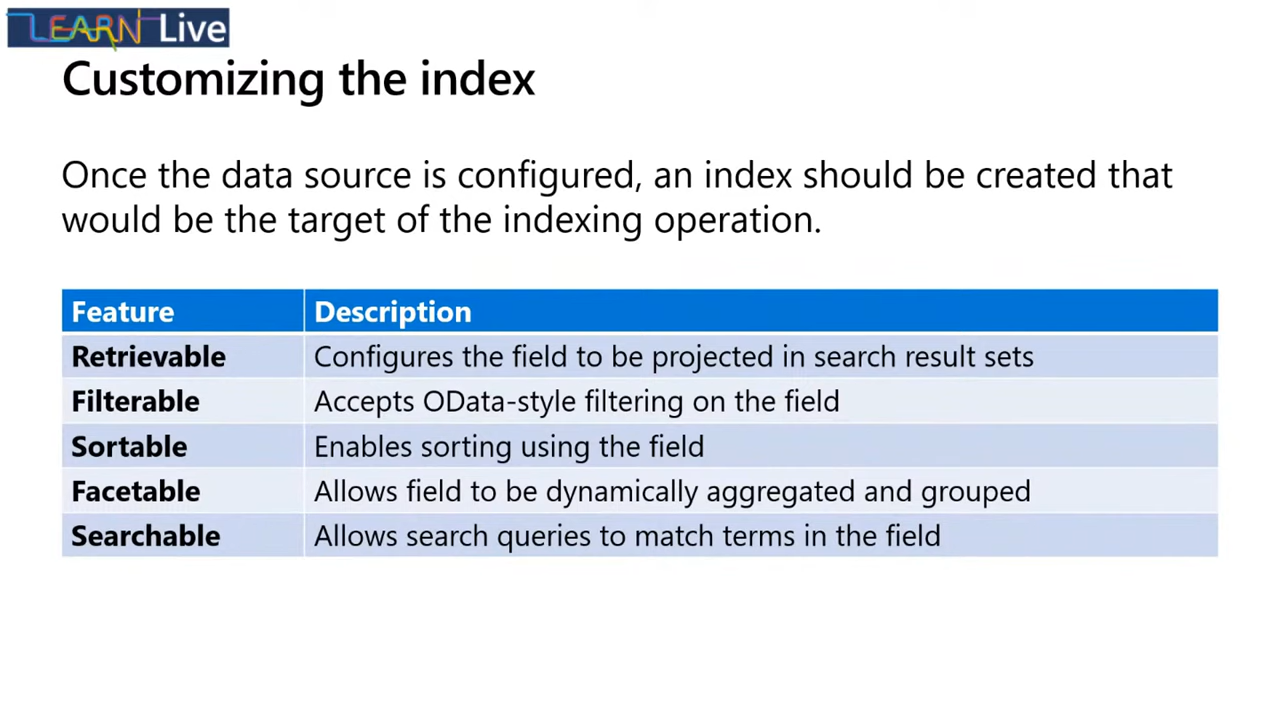 LEARN Live
Customizing the index
Once the data source is configured, an index should be created that
would be the target of the indexing operation.
Feature Description
Retrievable Configures the field to be projected in search result sets
Filterable Accepts OData-style filtering on the field
Sortable Enables sorting using the field
Facetable Allows field to be dynamically aggregated and grouped
Searchable Allows search queries to match terms in the field